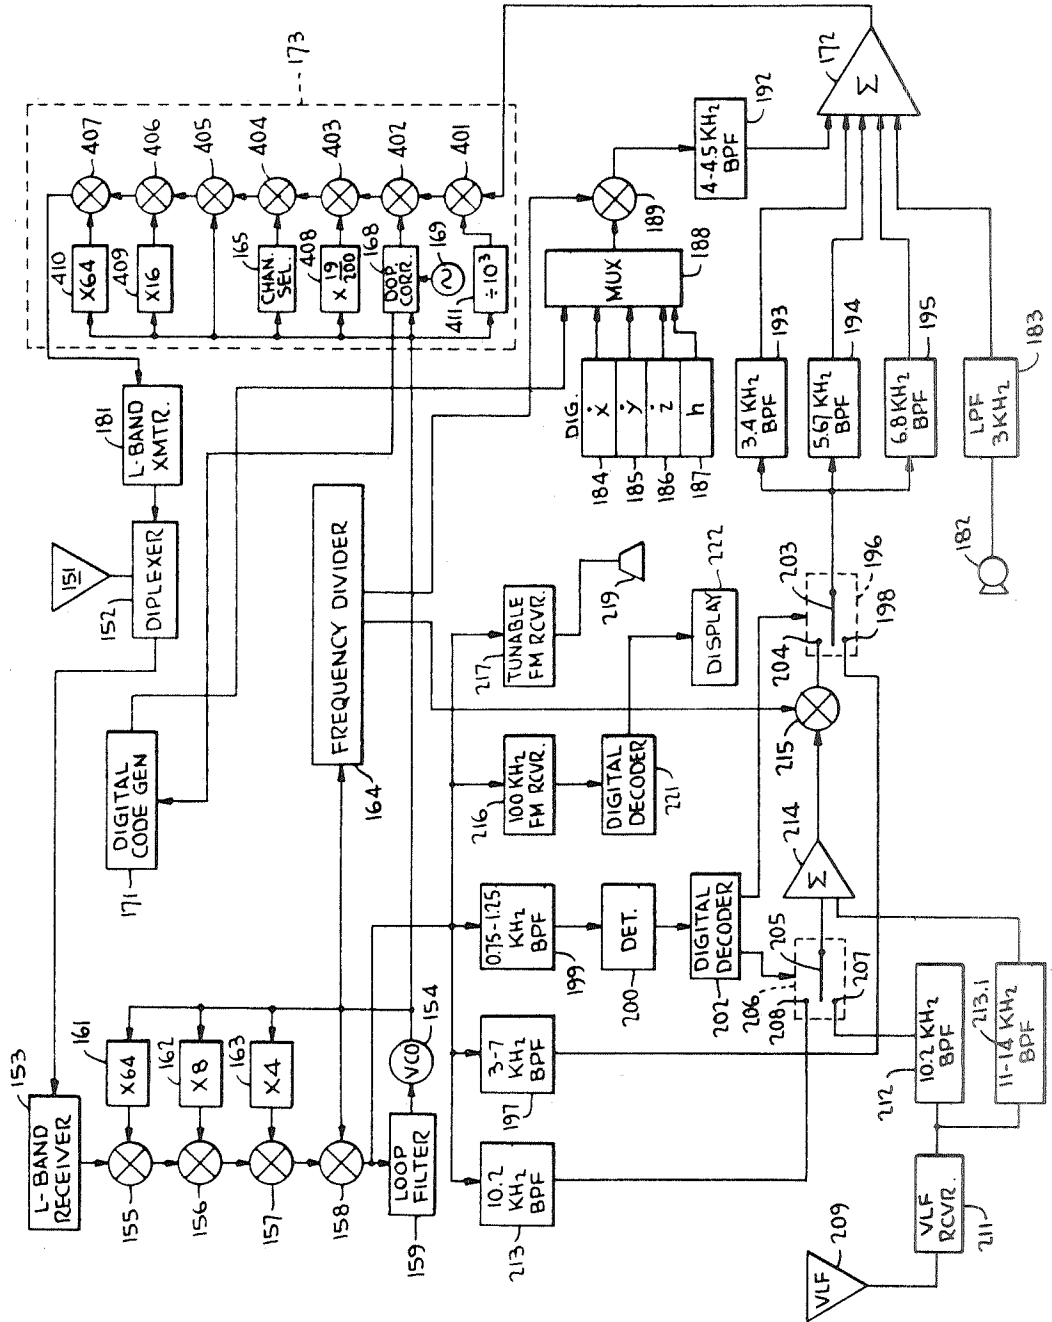 173
407
406
405
404
403
402
401
410
X64
409
X16
165
CHAN.
SEL.
408
X 19/200
168
DOP.
CORR.
169
411
÷10³
172
Σ
192
4-4.5 KHz
BPF
189
188
MUX
DIG.
ẋ
ẏ
ż
h
184
185
186
187
193
3.4 KHz
BPF
194
5.67 KHz
BPF
195
6.8 KHz
BPF
183
LPF
3KHz
182
181
L-BAND
XMTR.
151
152
DIPLEXER
171
DIGITAL
CODE GEN
164
FREQUENCY DIVIDER
217
TUNABLE
FM RCVR.
219
222
DISPLAY
216
100 KHz
FM RCVR.
DIGITAL
DECODER
221
203
204
196
198
215
214
Σ
153
L-BAND
RECEIVER
161
X64
162
X8
163
X4
154
VCO
155
156
157
158
159
LOOP
FILTER
0.75-1.25
KHz
BPF
199
DET.
200
DIGITAL
DECODER
202
205
206
207
208
3-7
KHz
BPF
197
10.2
KHz
BPF
213
212
10.2 KHz
BPF
213.1
11-14 KHz
BPF
VLF
RCVR.
211
209
VLF